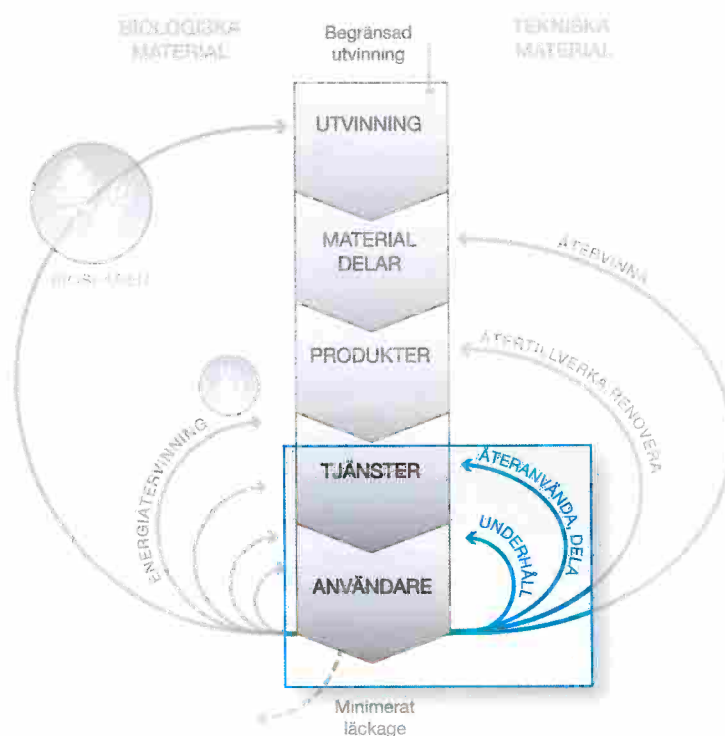 BIOLOGISKA
MATERIAL
Begränsad
utvinning
TEKNISKA
MATERIAL
UTVINNING
MATERIAL
DELAR
ÅTERVINNA
PRODUKTER
ÅTERTILLVERKA, RENOVERA
ENERGIÅTERVINNING
TJÄNSTER
ÅTERANVÄNDA, DELA
UNDERHÅLL
ANVÄNDARE
Minimerat
läckage